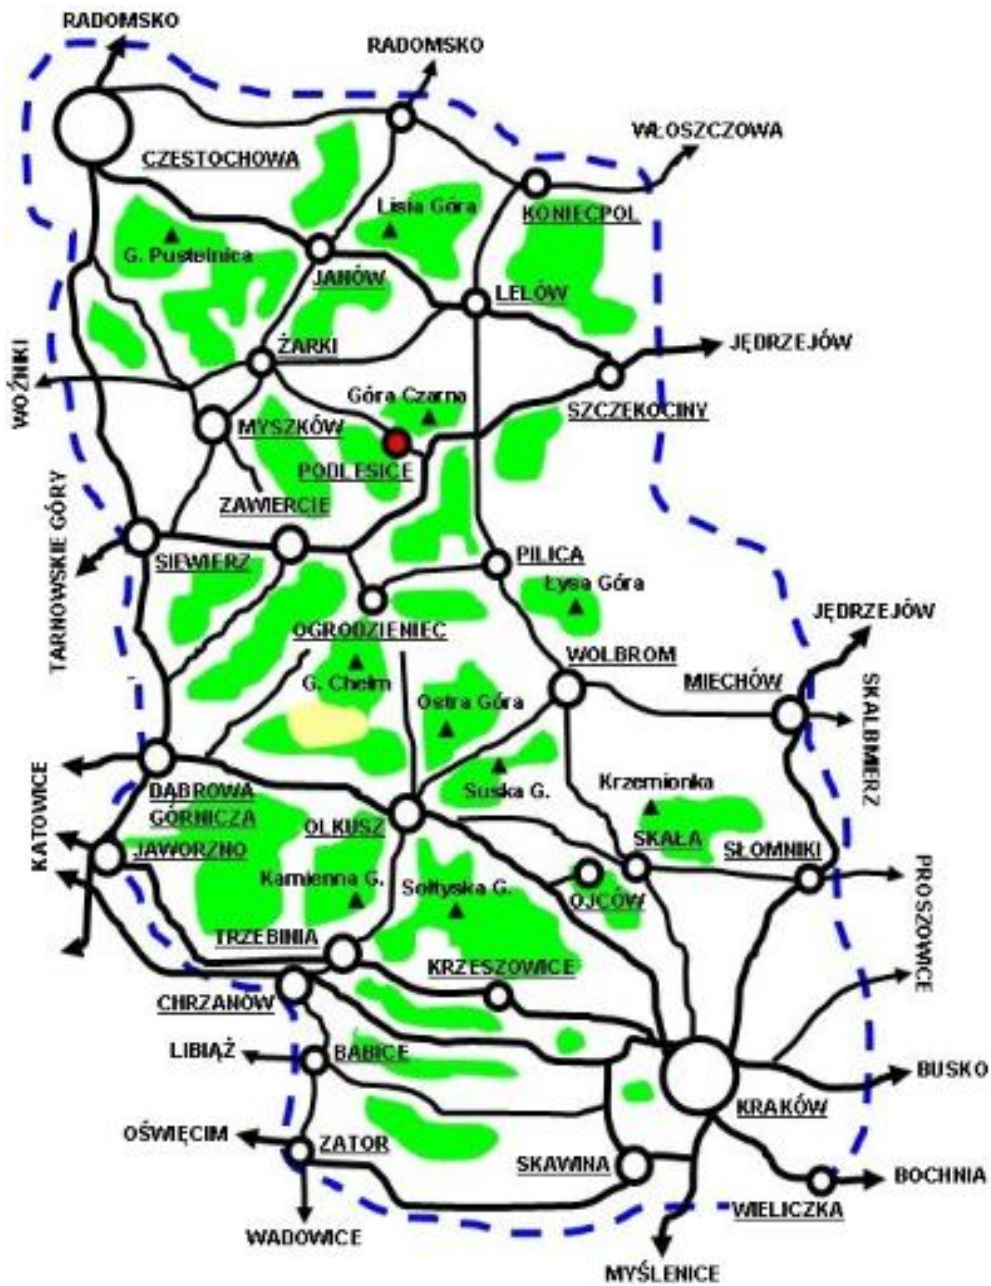 RADOMSKO
RADOMSKO
WŁOSZCZOWA
CZESTOCHOWA
Lisia Góra
KONIECPOL
G. Pustelnica
JANÓW
LELÓW
ŻARKI
JĘDRZEJÓW
WOŹNIKI
Góra Czarna
SZCZEKOCINY
MYSZKÓW
PODLESICE
ZAWIERCIE
TARNOWSKIE GÓRY
SIEWIERZ
PILICA
Łysa Góra
JĘDRZEJÓW
OGRODZIENIEC
WOLBROM
MIECHÓW
G. Chełm
Ostra Góra
SKALBMIERZ
KATOWICE
DĄBROWA
GÓRNICZA
Suska G.
Krzemionka
OLKUSZ
JAWORZNO
SKAŁA
SŁOMNIKI
Kamienna G.
Sołtyska G.
OJCÓW
PROSZOWICE
TRZEBINIA
KRZESZOWICE
CHRZANÓW
LIBIĄŻ
BABICE
BUSKO
KRAKÓW
OŚWIĘCIM
ZATOR
SKAWINA
BOCHNIA
WIELICZKA
WADOWICE
MYŚLENICE